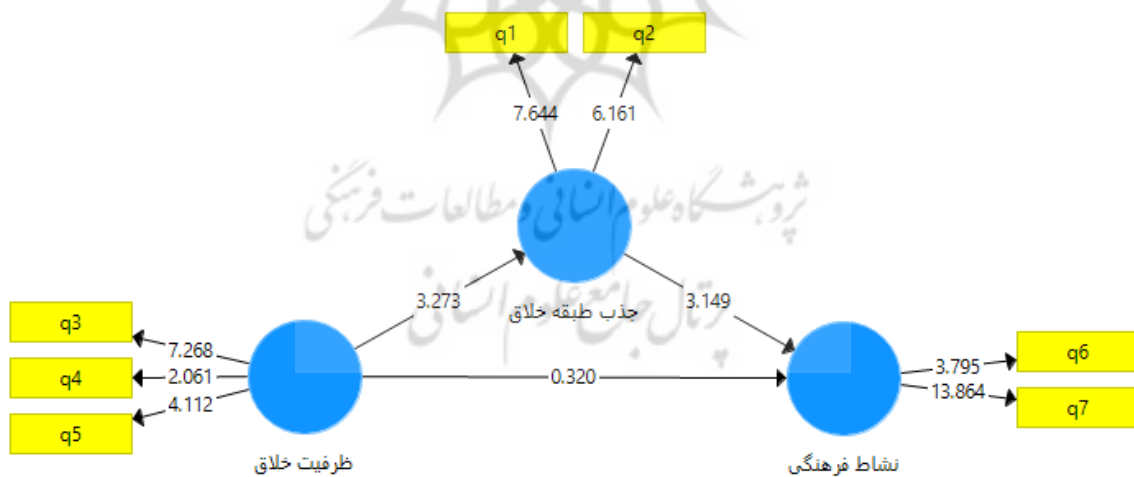 q1 q2
7.644 6.161
پژوهشگاه علوم انسانی و مطالعات فرهنگی
پرتال جامع علوم انسانی
3.273 3.149
جذب طبقه خلاق
q3
q4
q5
7.268
2.061
4.112
0.320
3.795
13.864
q6
q7
ظرفیت خلاق
نشاط فرهنگی